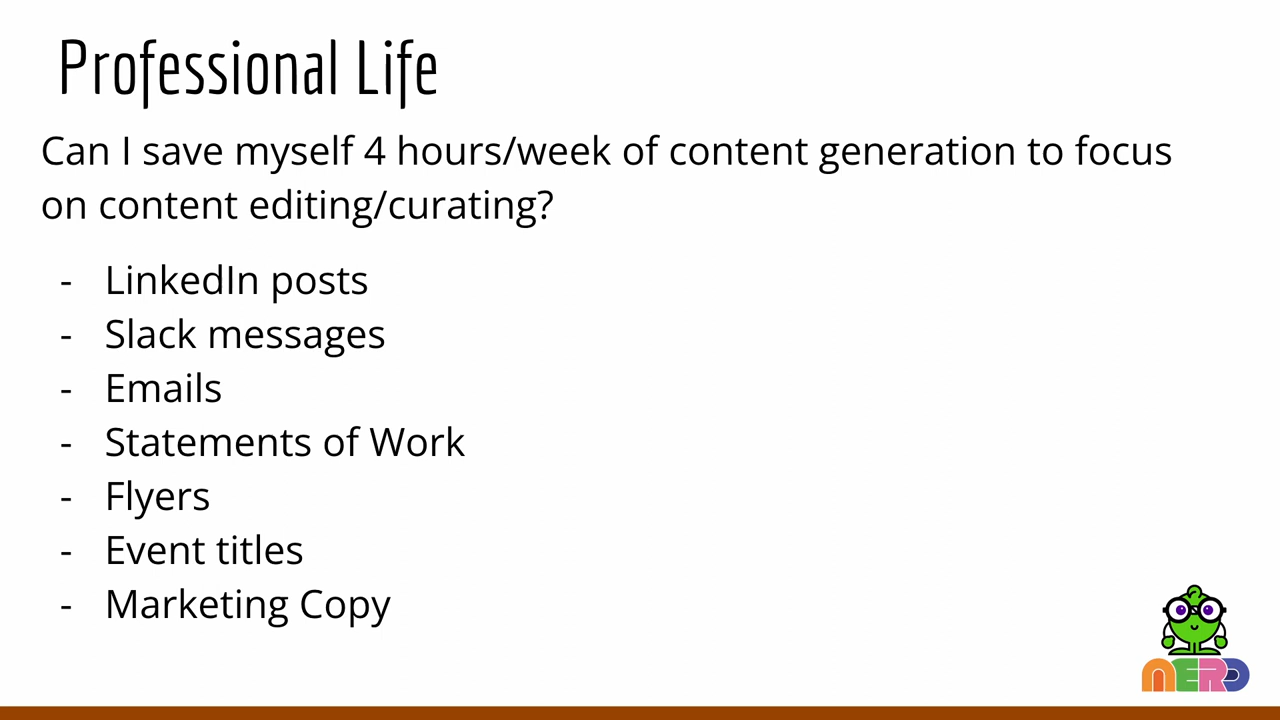 Professional Life
Can I save myself 4 hours/week of content generation to focus
on content editing/curating?
- LinkedIn posts
- Slack messages
- Emails
- Statements of Work
- Flyers
- Event titles
- Marketing Copy
NERD